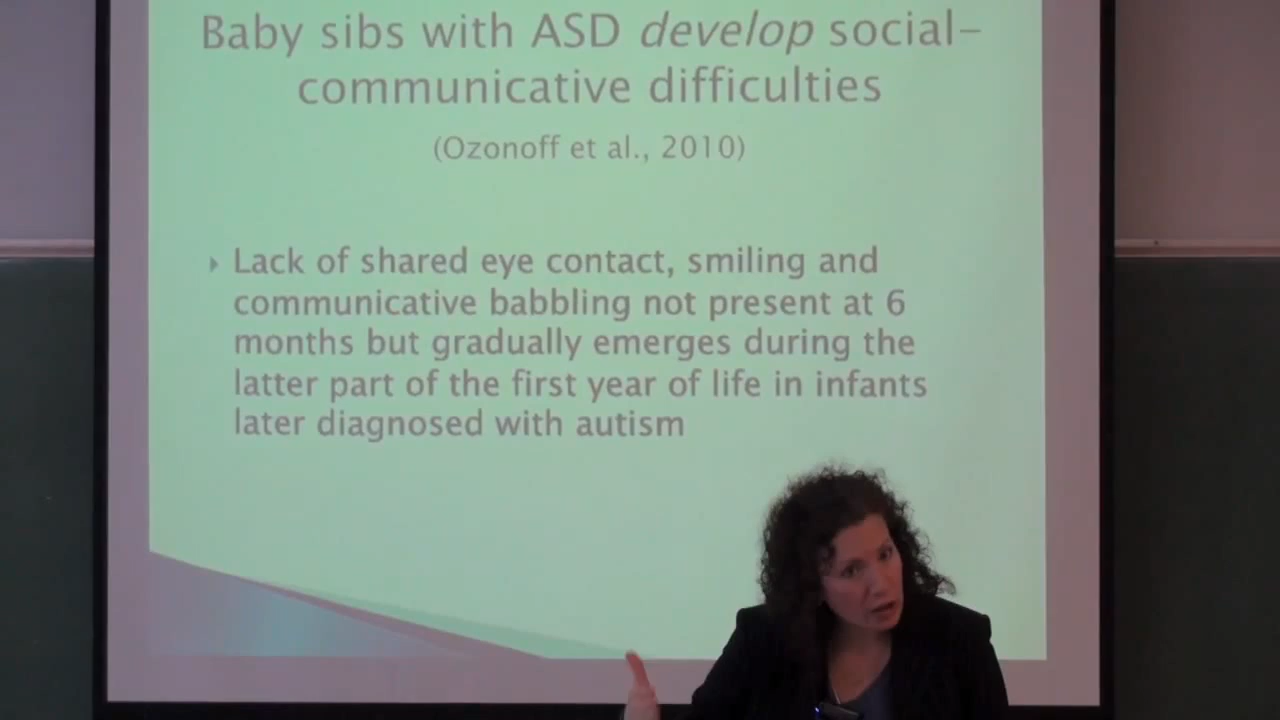 Baby sibs with ASD develop social-
communicative difficulties
(Ozonoff et al., 2010)
Lack of shared eye contact, smiling and
communicative babbling not present at 6
months but gradually emerges during the
latter part of the first year of life in infants
later diagnosed with autism